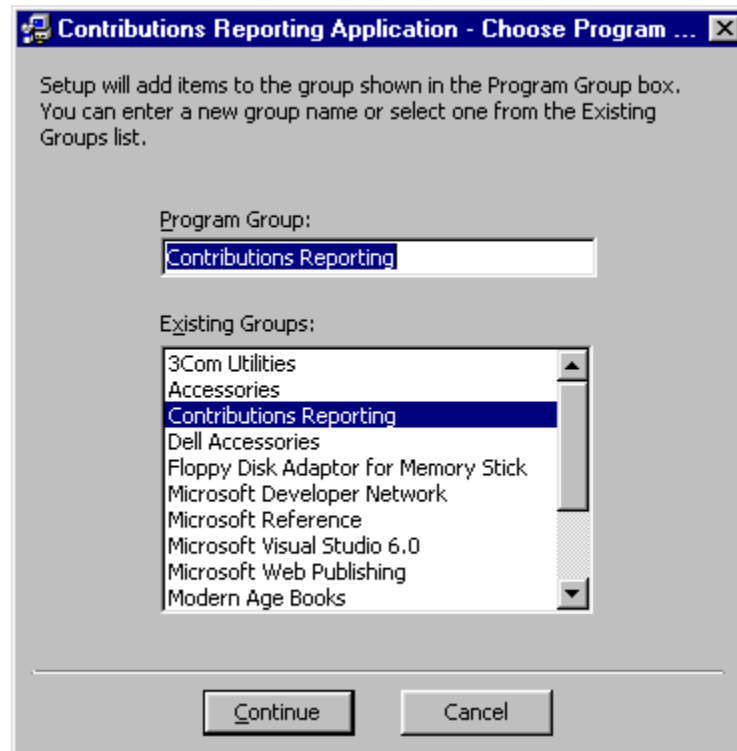 Contributions Reporting Application - Choose Program ...
Setup will add items to the group shown in the Program Group box.
You can enter a new group name or select one from the Existing
Groups list.
Program Group:
Contributions Reporting
Existing Groups:
3Com Utilities
Accessories
Contributions Reporting
Dell Accessories
Floppy Disk Adaptor for Memory Stick
Microsoft Developer Network
Microsoft Reference
Microsoft Visual Studio 6.0
Microsoft Web Publishing
Modern Age Books
Continue
Cancel